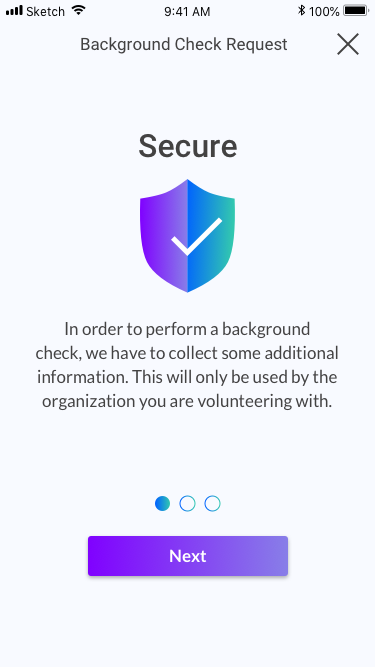 Sketch 9:41 AM 100%
Background Check Request
Secure
In order to perform a background
check, we have to collect some additional
information. This will only be used by the
organization you are volunteering with.
Next